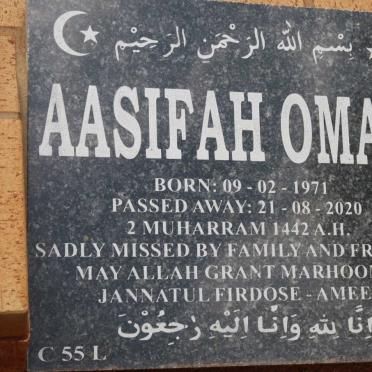 بِسْمِ اللهِ الرَّحْمٰنِ الرَّحِيْمِ
AASIFAH OMA
BORN: 09 - 02 - 1971
PASSED AWAY: 21 - 08 - 2020
2 MUHARRAM 1442 A.H.
SADLY MISSED BY FAMILY AND FR
MAY ALLAH GRANT MARHOO
JANNATUL FIRDOSE - AMEE
اِنَّا لِلّٰهِ وَاِنَّا اِلَيْهِ رٰجِعُوْنَ
C 55 L